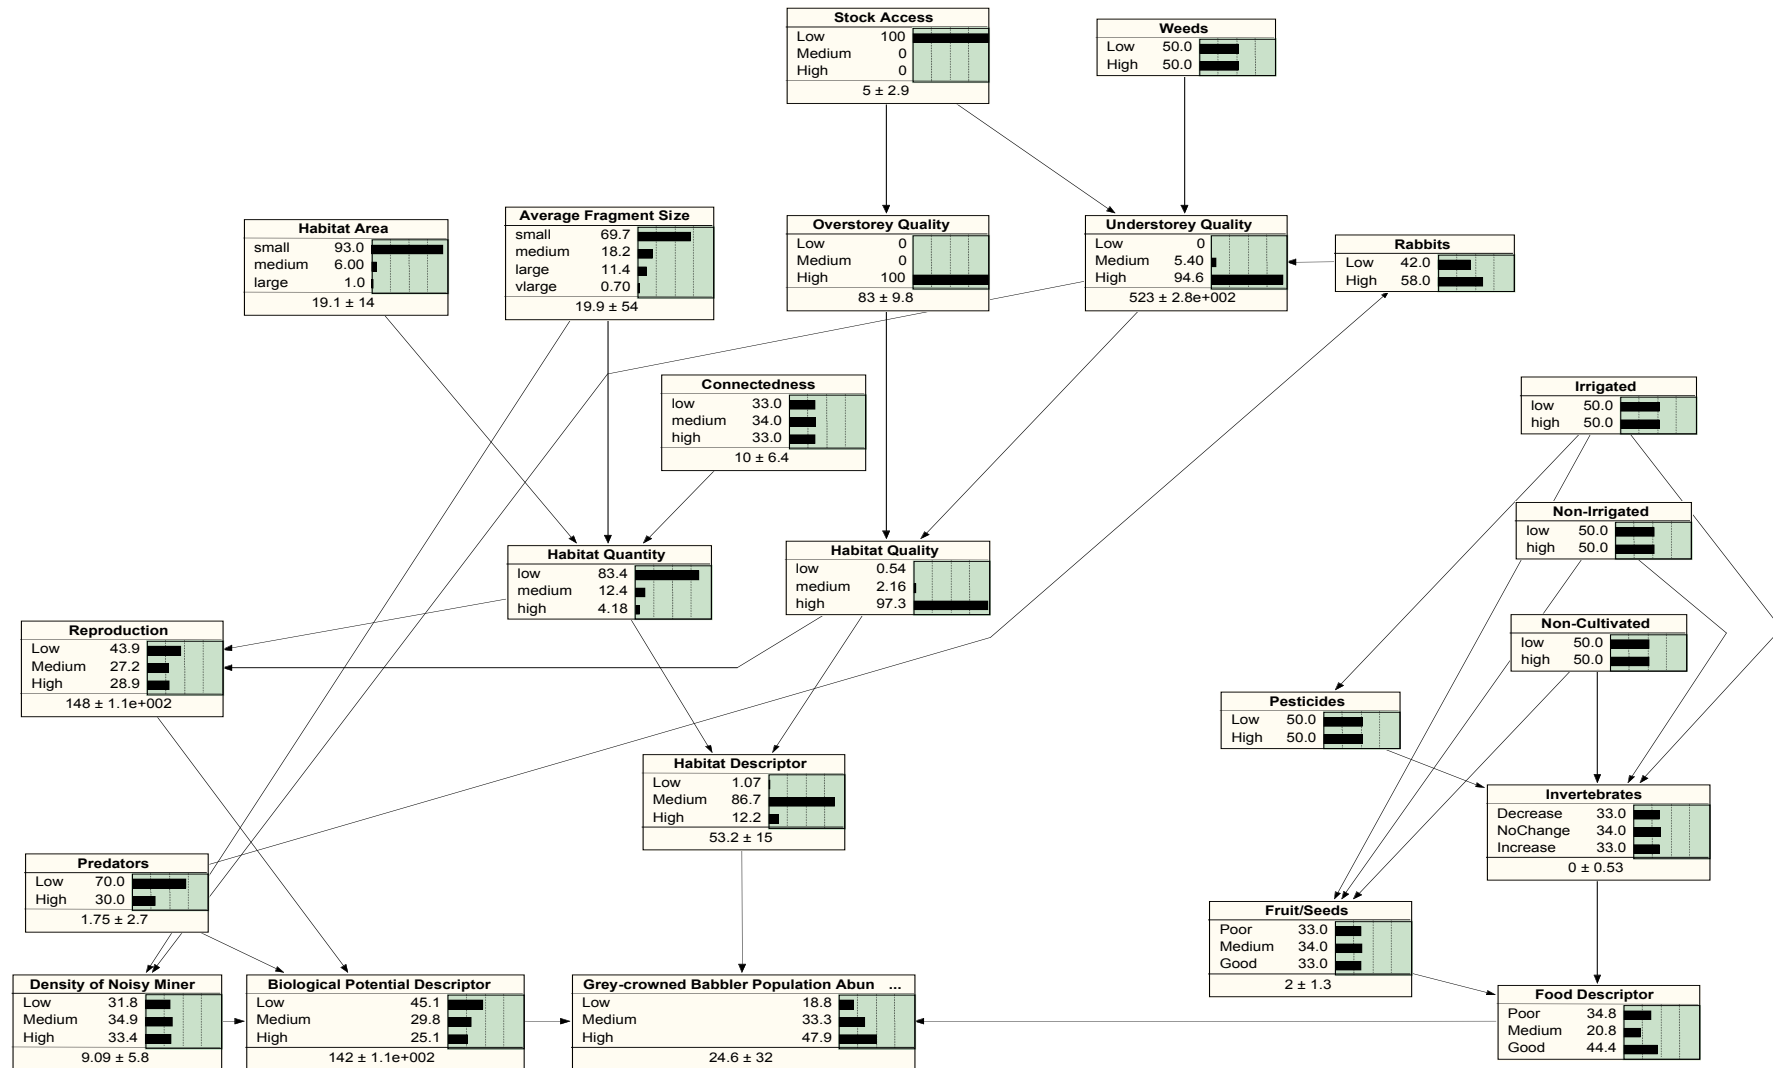 Stock Access
Low 100
Medium 0
High 0
5 ± 2.9
Weeds
Low 50.0
High 50.0
Habitat Area
small 93.0
medium 6.00
large 1.0
19.1 ± 14
Average Fragment Size
small 69.7
medium 18.2
large 11.4
vlarge 0.70
19.9 ± 54
Overstorey Quality
Low 0
Medium 0
High 100
83 ± 9.8
Understorey Quality
Low 0
Medium 5.40
High 94.6
523 ± 2.8e+002
Rabbits
Low 42.0
High 58.0
Connectedness
low 33.0
medium 34.0
high 33.0
10 ± 6.4
Irrigated
low 50.0
high 50.0
Non-Irrigated
low 50.0
high 50.0
Habitat Quantity
low 83.4
medium 12.4
high 4.18
Habitat Quality
low 0.54
medium 2.16
high 97.3
Non-Cultivated
low 50.0
high 50.0
Reproduction
Low 43.9
Medium 27.2
High 28.9
148 ± 1.1e+002
Pesticides
Low 50.0
High 50.0
Habitat Descriptor
Low 1.07
Medium 86.7
High 12.2
53.2 ± 15
Invertebrates
Decrease 33.0
NoChange 34.0
Increase 33.0
0 ± 0.53
Predators
Low 70.0
High 30.0
1.75 ± 2.7
Fruit/Seeds
Poor 33.0
Medium 34.0
Good 33.0
2 ± 1.3
Density of Noisy Miner
Low 31.8
Medium 34.9
High 33.4
9.09 ± 5.8
Biological Potential Descriptor
Low 45.1
Medium 29.8
High 25.1
142 ± 1.1e+002
Grey-crowned Babbler Population Abun ...
Low 18.8
Medium 33.3
High 47.9
24.6 ± 32
Food Descriptor
Poor 34.8
Medium 20.8
Good 44.4